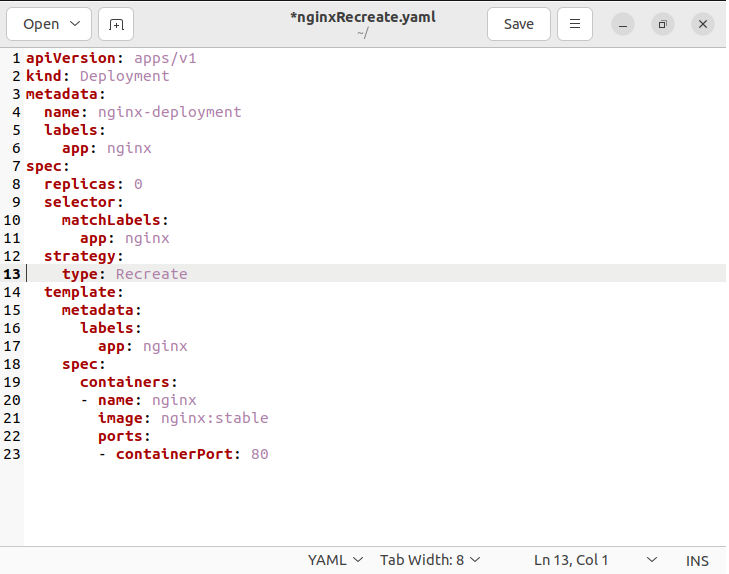 Open
*nginxRecreate.yaml
~/
Save
1 apiVersion: apps/v1
2 kind: Deployment
3 metadata:
4   name: nginx-deployment
5   labels:
6     app: nginx
7 spec:
8   replicas: 0
9   selector:
10     matchLabels:
11       app: nginx
12   strategy:
13     type: Recreate
14   template:
15     metadata:
16       labels:
17         app: nginx
18     spec:
19       containers:
20       - name: nginx
21         image: nginx:stable
22         ports:
23         - containerPort: 80
YAML Tab Width: 8 Ln 13, Col 1 INS